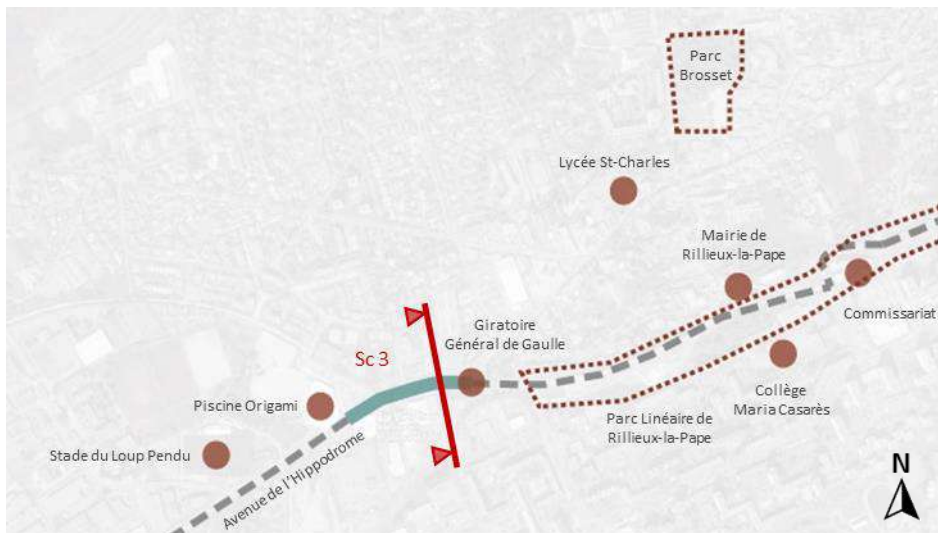 Parc
Brosset
Lycée St-Charles
Mairie de
Rillieux-la-Pape
Commissariat
Giratoire
Général de Gaulle
Sc 3
Collège
Maria Casarès
Piscine Origami
Parc Linéaire de
Rillieux-la-Pape
Stade du Loup Pendu
Avenue de l'Hippodrome
N